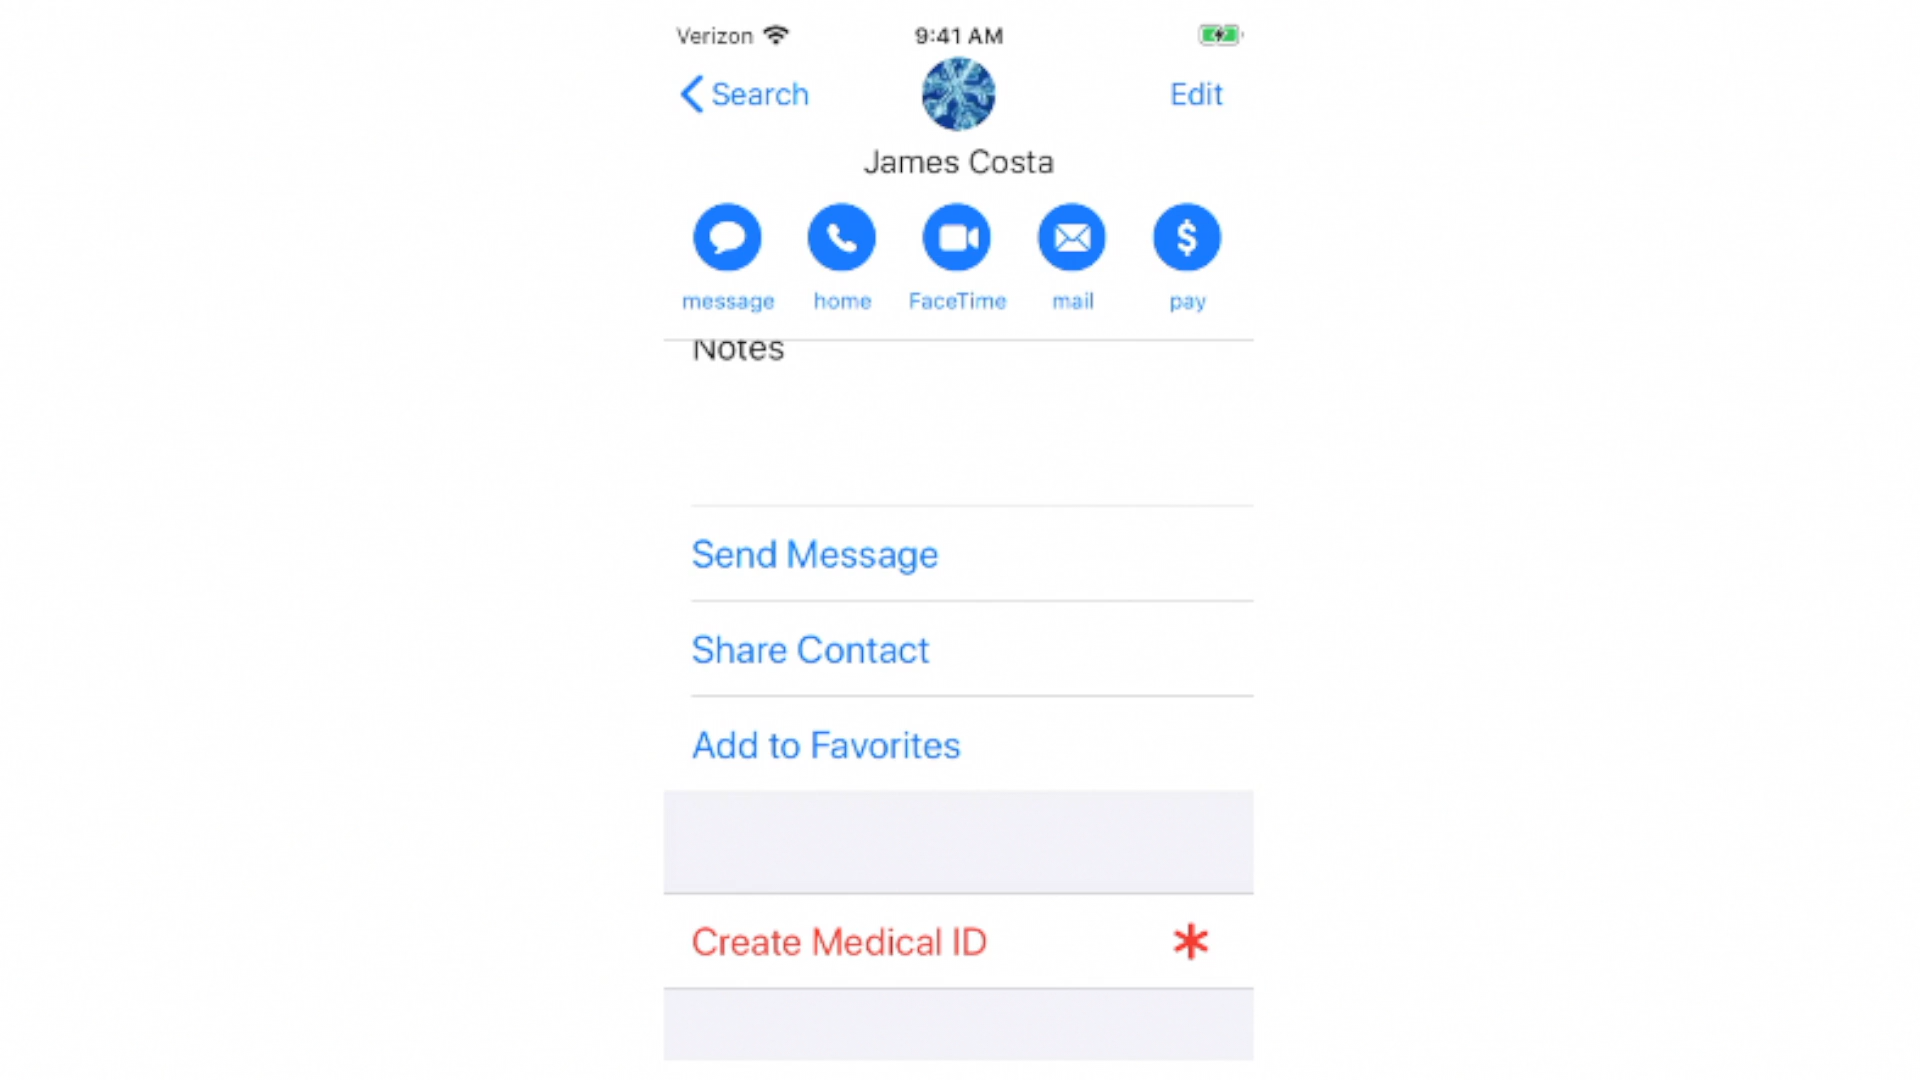 Verizon 9:41 AM
Search Edit
James Costa
message home FaceTime mail pay
Notes
Send Message
Share Contact
Add to Favorites
Create Medical ID *